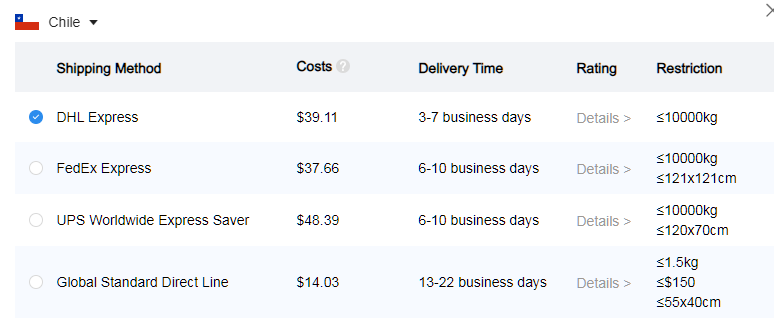 Chile
Shipping Method Costs ? Delivery Time Rating Restriction
DHL Express $39.11 3-7 business days Details > ≤10000kg
FedEx Express $37.66 6-10 business days Details > ≤10000kg
≤121x121cm
UPS Worldwide Express Saver $48.39 6-10 business days Details > ≤10000kg
≤120x70cm
Global Standard Direct Line $14.03 13-22 business days Details > ≤1.5kg
≤$150
≤55x40cm